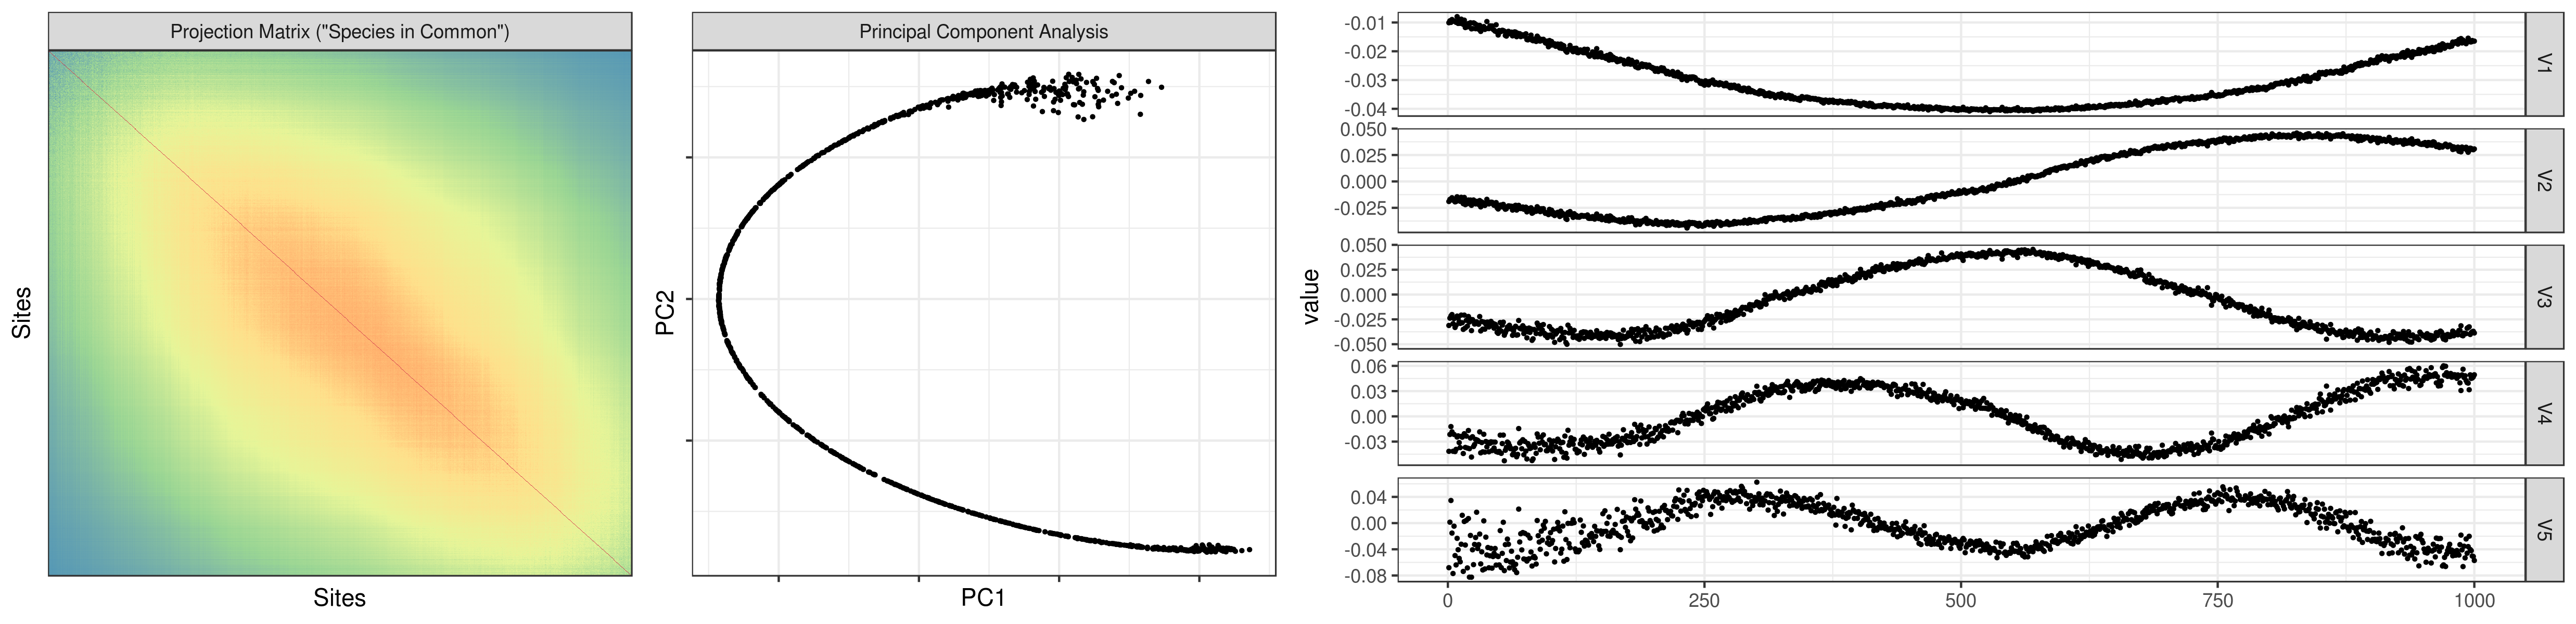 Projection Matrix ("Species in Common")
Sites
Sites
Principal Component Analysis
PC2
PC1
value
-0.01
-0.02
-0.03
-0.04
V1
0.050
0.025
0.000
-0.025
V2
0.050
0.025
0.000
-0.025
-0.050
V3
0.06
0.03
0.00
-0.03
V4
0.04
0.00
-0.04
-0.08
V5
0
250
500
750
1000